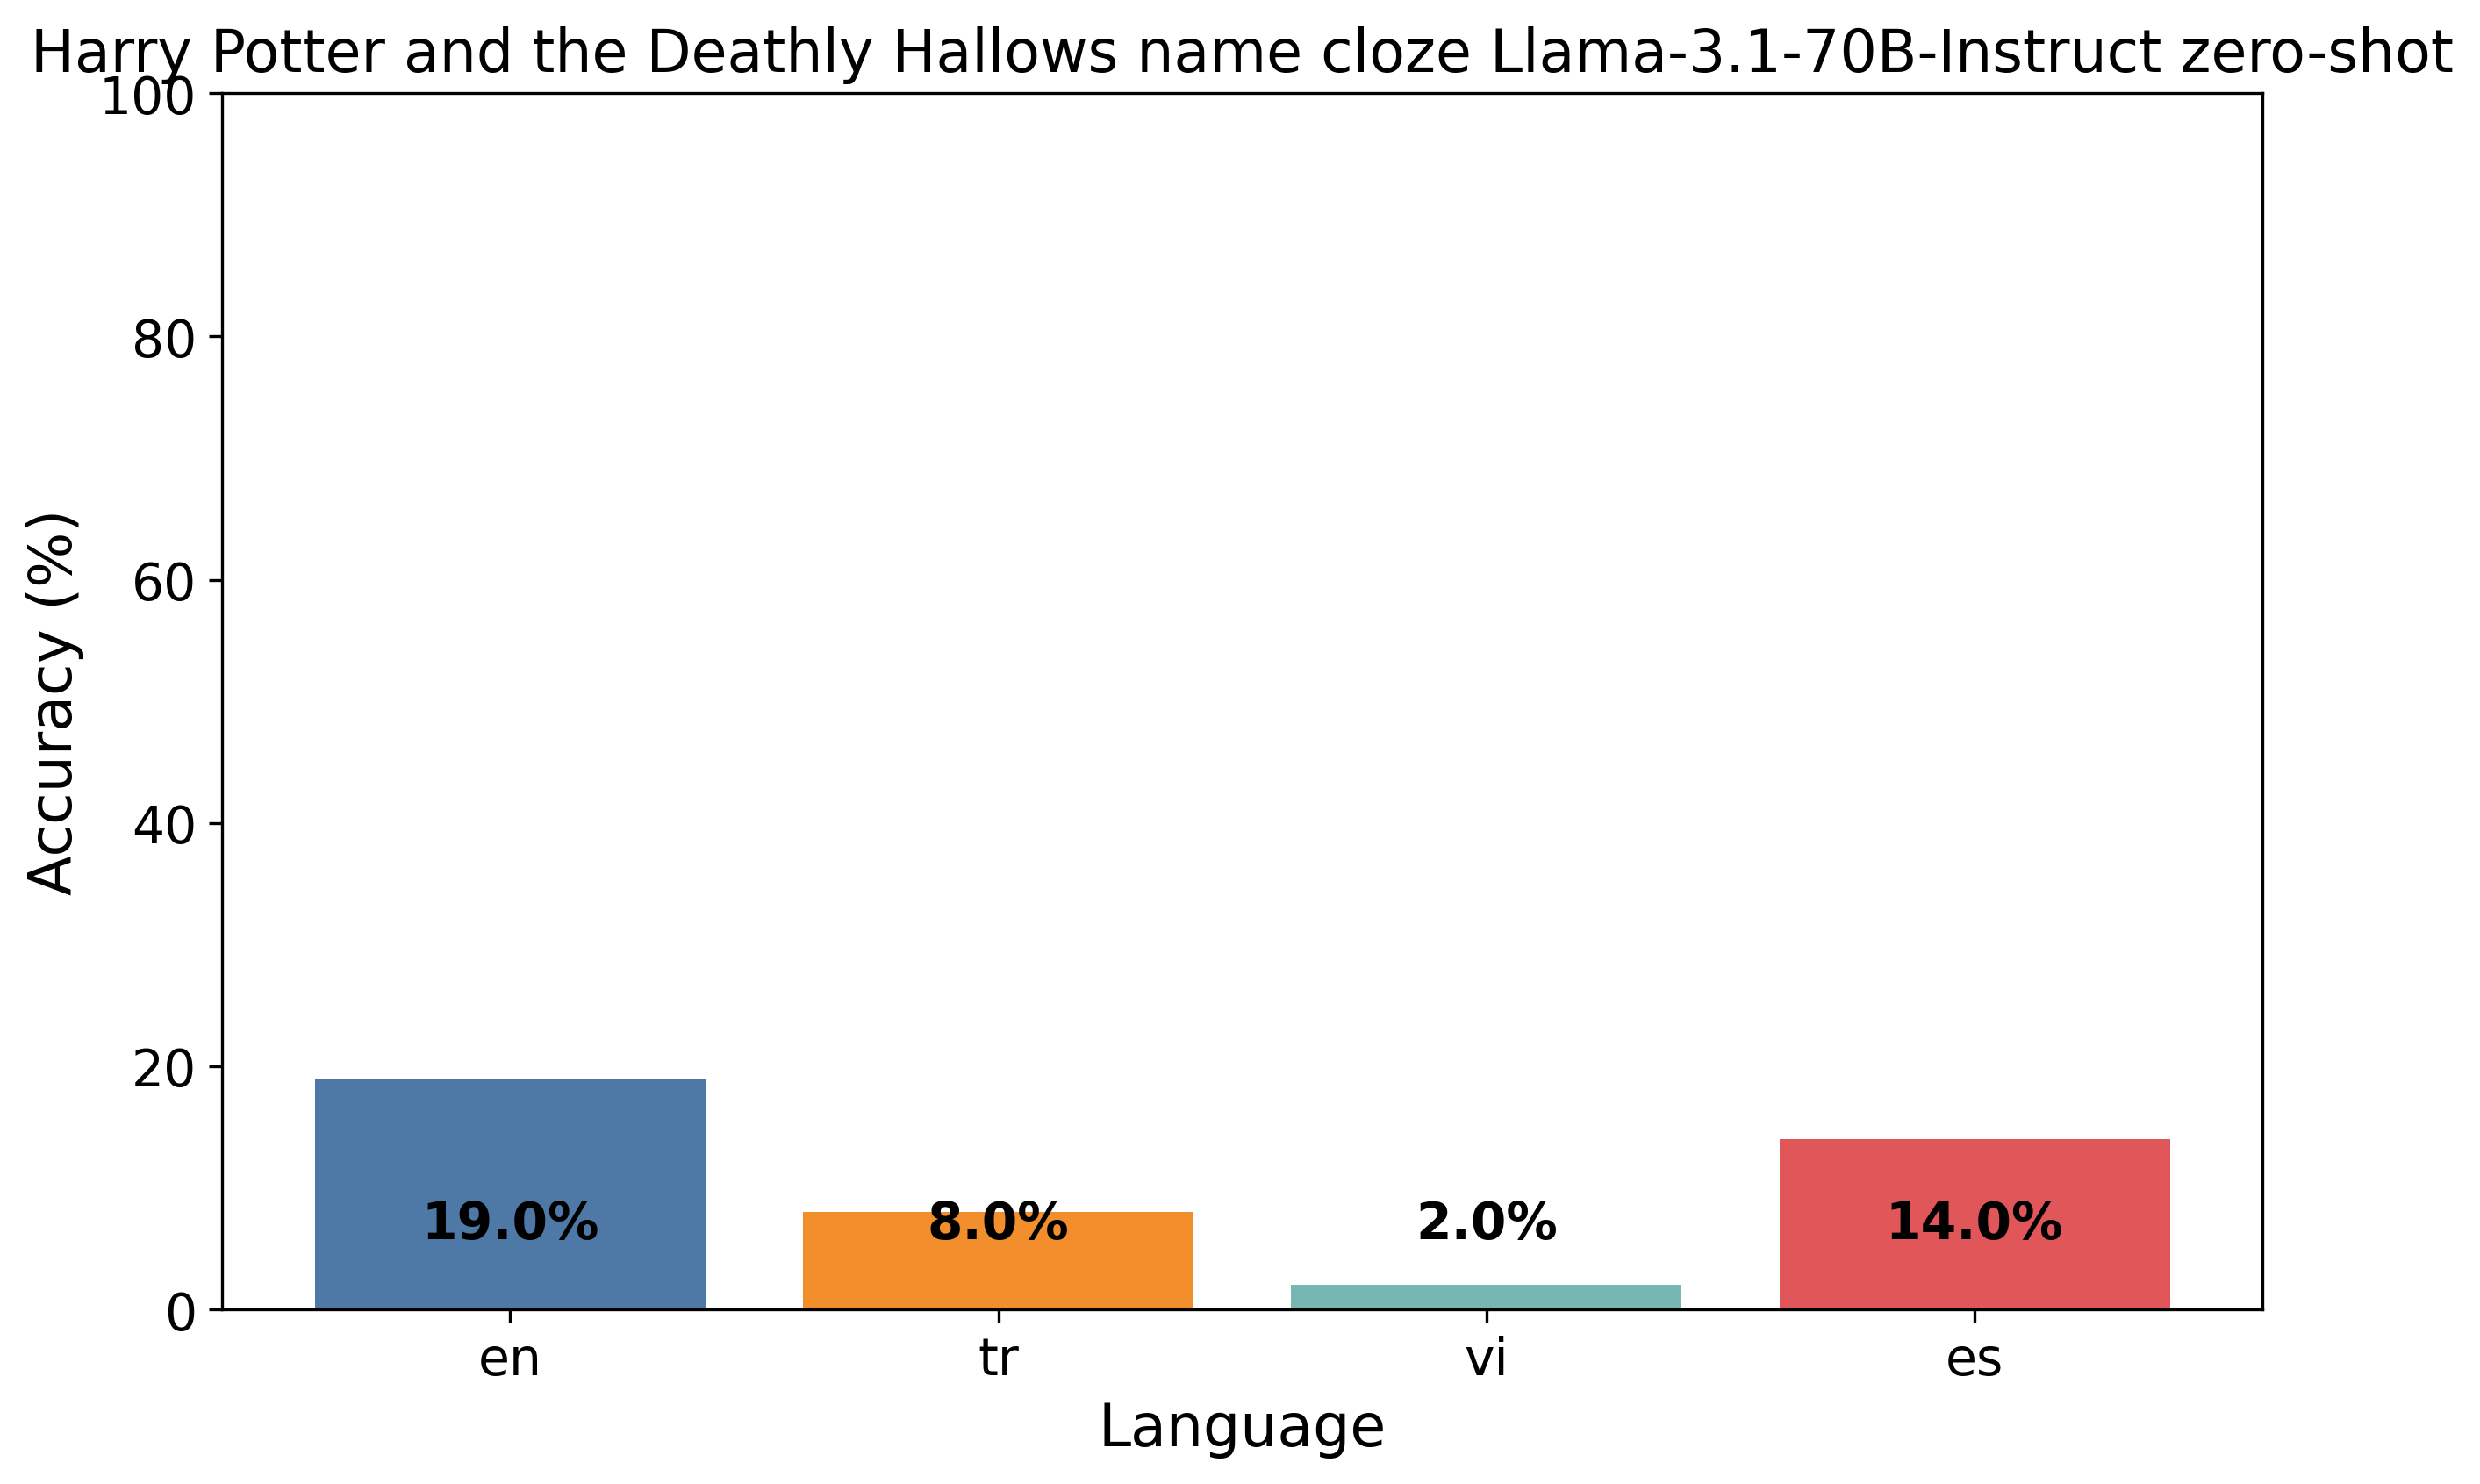 Harry Potter and the Deathly Hallows name cloze Llama-3.1-70B-Instruct zero-shot
100
80
60
40
20
0
Accuracy (%)
19.0%
8.0%
2.0%
14.0%
en
tr
vi
es
Language